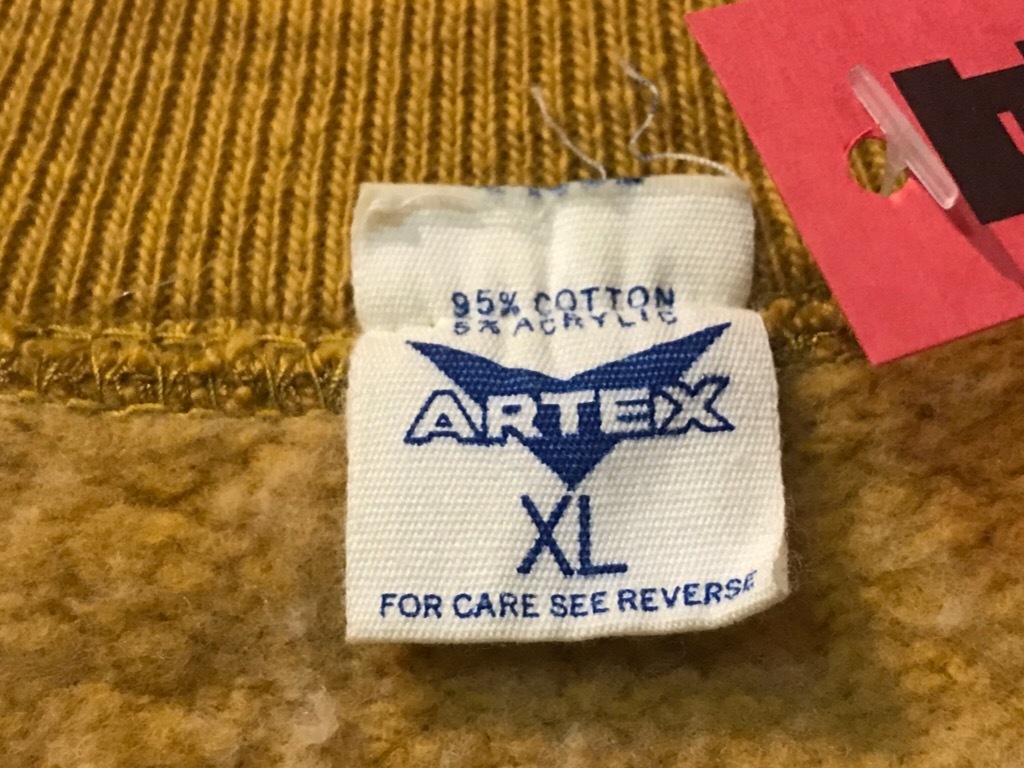 95% COTTON
5% ACRYLIC
ARTEX
XL
FOR CARE SEE REVERSE